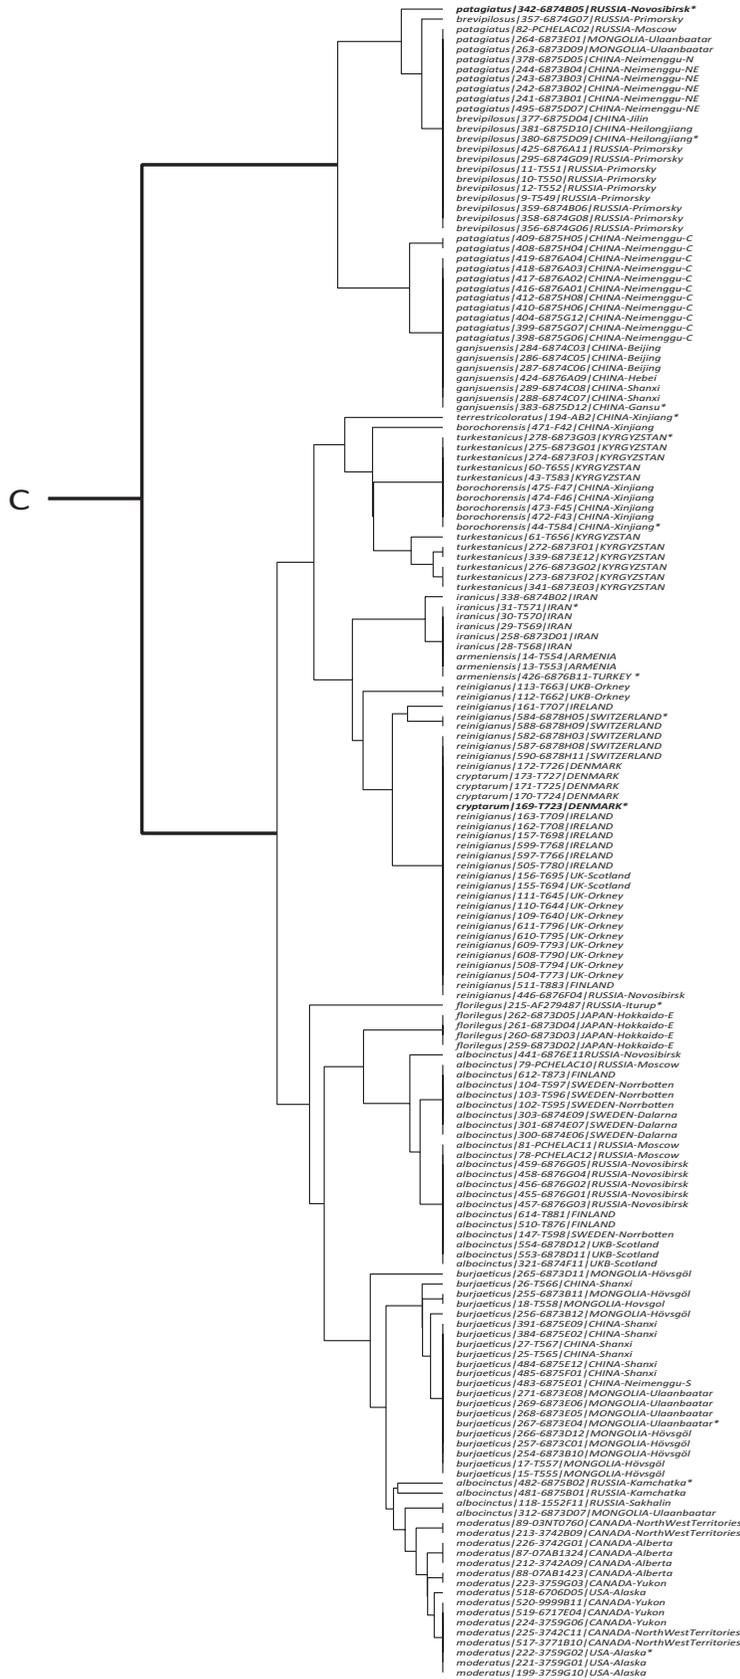 patagiatus|342-6874B05|RUSSIA-Novosibirsk*
brevipilosus|357-6874G07|RUSSIA-Primorsky
patagiatus|82-PCHELAC02|RUSSIA-Moscow
patagiatus|264-6873E01|MONGOLIA-Ulaanbaatar
patagiatus|263-6873D09|MONGOLIA-Ulaanbaatar
patagiatus|378-6875D05|CHINA-Neimenggu-N
patagiatus|244-6873B04|CHINA-Neimenggu-NE
patagiatus|243-6873B03|CHINA-Neimenggu-NE
patagiatus|242-6873B02|CHINA-Neimenggu-NE
patagiatus|241-6873B01|CHINA-Neimenggu-NE
patagiatus|495-6875D07|CHINA-Neimenggu-NE
brevipilosus|377-6875D04|CHINA-Jilin
brevipilosus|381-6875D10|CHINA-Heilongjiang
brevipilosus|380-6875D09|CHINA-Heilongjiang*
brevipilosus|425-6876A11|RUSSIA-Primorsky
brevipilosus|295-6874G09|RUSSIA-Primorsky
brevipilosus|11-T551|RUSSIA-Primorsky
brevipilosus|10-T550|RUSSIA-Primorsky
brevipilosus|12-T552|RUSSIA-Primorsky
brevipilosus|9-T549|RUSSIA-Primorsky
brevipilosus|359-6874B06|RUSSIA-Primorsky
brevipilosus|358-6874G08|RUSSIA-Primorsky
brevipilosus|356-6874G06|RUSSIA-Primorsky
patagiatus|409-6875H05|CHINA-Neimenggu-C
patagiatus|408-6875H04|CHINA-Neimenggu-C
patagiatus|419-6876A04|CHINA-Neimenggu-C
patagiatus|418-6876A03|CHINA-Neimenggu-C
patagiatus|417-6876A02|CHINA-Neimenggu-C
patagiatus|416-6876A01|CHINA-Neimenggu-C
patagiatus|412-6875H08|CHINA-Neimenggu-C
patagiatus|410-6875H06|CHINA-Neimenggu-C
patagiatus|404-6875G12|CHINA-Neimenggu-C
patagiatus|399-6875G07|CHINA-Neimenggu-C
patagiatus|398-6875G06|CHINA-Neimenggu-C
ganjsuensis|284-6874C03|CHINA-Beijing
ganjsuensis|286-6874C05|CHINA-Beijing
ganjsuensis|287-6874C06|CHINA-Beijing
ganjsuensis|424-6876A09|CHINA-Hebei
ganjsuensis|289-6874C08|CHINA-Shanxi
ganjsuensis|288-6874C07|CHINA-Shanxi
ganjsuensis|383-6875D12|CHINA-Gansu*
terrestricoloratus|194-AB2|CHINA-Xinjiang*
borochorensis|471-F42|CHINA-Xinjiang
turkestanicus|278-6873G03|KYRGYZSTAN*
turkestanicus|275-6873G01|KYRGYZSTAN
turkestanicus|274-6873F03|KYRGYZSTAN
turkestanicus|60-T655|KYRGYZSTAN
turkestanicus|43-T583|KYRGYZSTAN
borochorensis|475-F47|CHINA-Xinjiang
borochorensis|474-F46|CHINA-Xinjiang
borochorensis|473-F45|CHINA-Xinjiang
C
borochorensis|472-F43|CHINA-Xinjiang
borochorensis|44-T584|CHINA-Xinjiang*
turkestanicus|61-T656|KYRGYZSTAN
turkestanicus|272-6873F01|KYRGYZSTAN
turkestanicus|339-6873E12|KYRGYZSTAN
turkestanicus|276-6873G02|KYRGYZSTAN
turkestanicus|273-6873F02|KYRGYZSTAN
turkestanicus|341-6873E03|KYRGYZSTAN
iranicus|338-6874B02|IRAN
iranicus|31-T571|IRAN*
iranicus|30-T570|IRAN
iranicus|29-T569|IRAN
iranicus|258-6873D01|IRAN
iranicus|28-T568|IRAN
armeniensis|14-T554|ARMENIA
armeniensis|13-T553|ARMENIA
armeniensis|426-6876B11-TURKEY *
reinigianus|113-T663|UKB-Orkney
reinigianus|112-T662|UKB-Orkney
reinigianus|161-T707|IRELAND
reinigianus|584-6878H05|SWITZERLAND*
reinigianus|588-6878H09|SWITZERLAND
reinigianus|582-6878H03|SWITZERLAND
reinigianus|587-6878H08|SWITZERLAND
reinigianus|590-6878H11|SWITZERLAND
reinigianus|172-T726|DENMARK
cryptarum|173-T727|DENMARK
cryptarum|171-T725|DENMARK
cryptarum|170-T724|DENMARK
cryptarum|169-T723|DENMARK*
reinigianus|163-T709|IRELAND
reinigianus|162-T708|IRELAND
reinigianus|157-T698|IRELAND
reinigianus|599-T768|IRELAND
reinigianus|597-T766|IRELAND
reinigianus|505-T780|IRELAND
reinigianus|156-T695|UK-Scotland
reinigianus|155-T694|UK-Scotland
reinigianus|111-T645|UK-Orkney
reinigianus|110-T644|UK-Orkney
reinigianus|109-T640|UK-Orkney
reinigianus|611-T796|UK-Orkney
reinigianus|610-T795|UK-Orkney
reinigianus|609-T793|UK-Orkney
reinigianus|608-T790|UK-Orkney
reinigianus|508-T794|UK-Orkney
reinigianus|504-T773|UK-Orkney
reinigianus|511-T883|FINLAND
reinigianus|446-6876F04|RUSSIA-Novosibirsk
florilegus|215-AF279487|RUSSIA-Iturup*
florilegus|262-6873D05|JAPAN-Hokkaido-E
florilegus|261-6873D04|JAPAN-Hokkaido-E
florilegus|260-6873D03|JAPAN-Hokkaido-E
florilegus|259-6873D02|JAPAN-Hokkaido-E
albocinctus|441-6876E11RUSSIA-Novosibirsk
albocinctus|79-PCHELAC10|RUSSIA-Moscow
albocinctus|612-T873|FINLAND
albocinctus|104-T597|SWEDEN-Norrbotten
albocinctus|103-T596|SWEDEN-Norrbotten
albocinctus|102-T595|SWEDEN-Norrbotten
albocinctus|303-6874E09|SWEDEN-Dalarna
albocinctus|301-6874E07|SWEDEN-Dalarna
albocinctus|300-6874E06|SWEDEN-Dalarna
albocinctus|81-PCHELAC11|RUSSIA-Moscow
albocinctus|78-PCHELAC12|RUSSIA-Moscow
albocinctus|459-6876G05|RUSSIA-Novosibirsk
albocinctus|458-6876G04|RUSSIA-Novosibirsk
albocinctus|456-6876G02|RUSSIA-Novosibirsk
albocinctus|455-6876G01|RUSSIA-Novosibirsk
albocinctus|457-6876G03|RUSSIA-Novosibirsk
albocinctus|614-T881|FINLAND
albocinctus|510-T876|FINLAND
albocinctus|147-T598|SWEDEN-Norrbotten
albocinctus|554-6878D12|UKB-Scotland
albocinctus|553-6878D11|UKB-Scotland
albocinctus|321-6874F11|UKB-Scotland
burjaeticus|265-6873D11|MONGOLIA-Hövsgöl
burjaeticus|26-T566|CHINA-Shanxi
burjaeticus|255-6873B11|MONGOLIA-Hövsgöl
burjaeticus|18-T558|MONGOLIA-Hovsgol
burjaeticus|256-6873B12|MONGOLIA-Hövsgöl
burjaeticus|391-6875E09|CHINA-Shanxi
burjaeticus|384-6875E02|CHINA-Shanxi
burjaeticus|27-T567|CHINA-Shanxi
burjaeticus|25-T565|CHINA-Shanxi
burjaeticus|484-6875E12|CHINA-Shanxi
burjaeticus|485-6875F01|CHINA-Shanxi
burjaeticus|483-6875E01|CHINA-Neimenggu-S
burjaeticus|271-6873E08|MONGOLIA-Ulaanbaatar
burjaeticus|269-6873E06|MONGOLIA-Ulaanbaatar
burjaeticus|268-6873E05|MONGOLIA-Ulaanbaatar
burjaeticus|267-6873E04|MONGOLIA-Ulaanbaatar*
burjaeticus|266-6873D12|MONGOLIA-Hövsgöl
burjaeticus|257-6873C01|MONGOLIA-Hövsgöl
burjaeticus|254-6873B10|MONGOLIA-Hövsgöl
burjaeticus|17-T557|MONGOLIA-Hövsgöl
burjaeticus|15-T555|MONGOLIA-Hövsgöl
albocinctus|482-6875B02|RUSSIA-Kamchatka*
albocinctus|481-6875B01|RUSSIA-Kamchatka
albocinctus|118-1552F11|RUSSIA-Sakhalin
albocinctus|312-6873D07|MONGOLIA-Ulaanbaatar
moderatus|89-03NT0760|CANADA-NorthWestTerritories
moderatus|213-3742B09|CANADA-NorthWestTerritories
moderatus|226-3742G01|CANADA-Alberta
moderatus|87-07AB1324|CANADA-Alberta
moderatus|212-3742A09|CANADA-Alberta
moderatus|88-07AB1423|CANADA-Alberta
moderatus|223-3759G03|CANADA-Yukon
moderatus|518-6706D05|USA-Alaska
moderatus|520-9999B11|CANADA-Yukon
moderatus|519-6717E04|CANADA-Yukon
moderatus|224-3759G06|CANADA-Yukon
moderatus|225-3742C11|CANADA-NorthWestTerritories
moderatus|517-3771B10|CANADA-NorthWestTerritories
moderatus|222-3759G02|USA-Alaska*
moderatus|221-3759G01|USA-Alaska
moderatus|199-3759G10|USA-Alaska